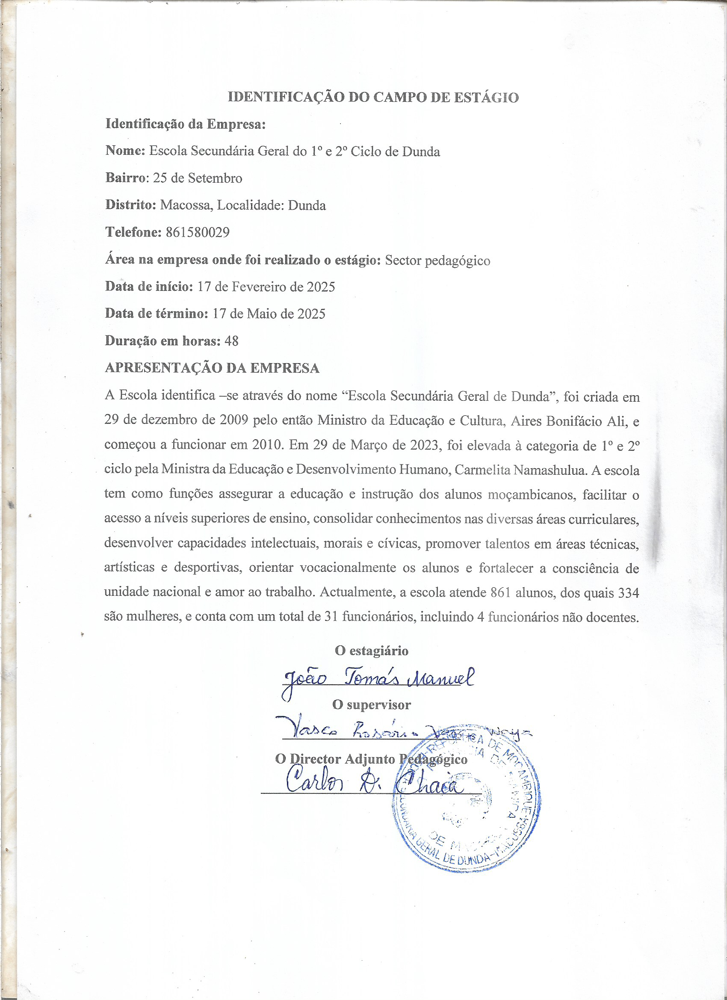 IDENTIFICAÇÃO DO CAMPO DE ESTÁGIO
Identificação da Empresa:
Nome: Escola Secundária Geral do 1º e 2º Ciclo de Dunda
Bairro: 25 de Setembro
Distrito: Macossa, Localidade: Dunda
Telefone: 861580029
Área na empresa onde foi realizado o estágio: Sector pedagógico
Data de início: 17 de Fevereiro de 2025
Data de término: 17 de Maio de 2025
Duração em horas: 48
APRESENTAÇÃO DA EMPRESA
A Escola identifica –se através do nome “Escola Secundária Geral de Dunda”, foi criada em
29 de dezembro de 2009 pelo então Ministro da Educação e Cultura, Aires Bonifácio Ali, e
começou a funcionar em 2010. Em 29 de Março de 2023, foi elevada à categoria de 1º e 2º
ciclo pela Ministra da Educação e Desenvolvimento Humano, Carmelita Namashulua. A escola
tem como funções assegurar a educação e instrução dos alunos moçambicanos, facilitar o
acesso a níveis superiores de ensino, consolidar conhecimentos nas diversas áreas curriculares,
desenvolver capacidades intelectuais, morais e cívicas, promover talentos em áreas técnicas,
artísticas e desportivas, orientar vocacionalmente os alunos e fortalecer a consciência de
unidade nacional e amor ao trabalho. Actualmente, a escola atende 861 alunos, dos quais 334
são mulheres, e conta com um total de 31 funcionários, incluindo 4 funcionários não docentes.
O estagiário
João Tomás Manuel
O supervisor
Vasco Rosário
O Director Adjunto Pedagógico
Carlos D.
REPÚBLICA DE MOÇAMBIQUE
GERAL DE DUNDA-MACOSSA